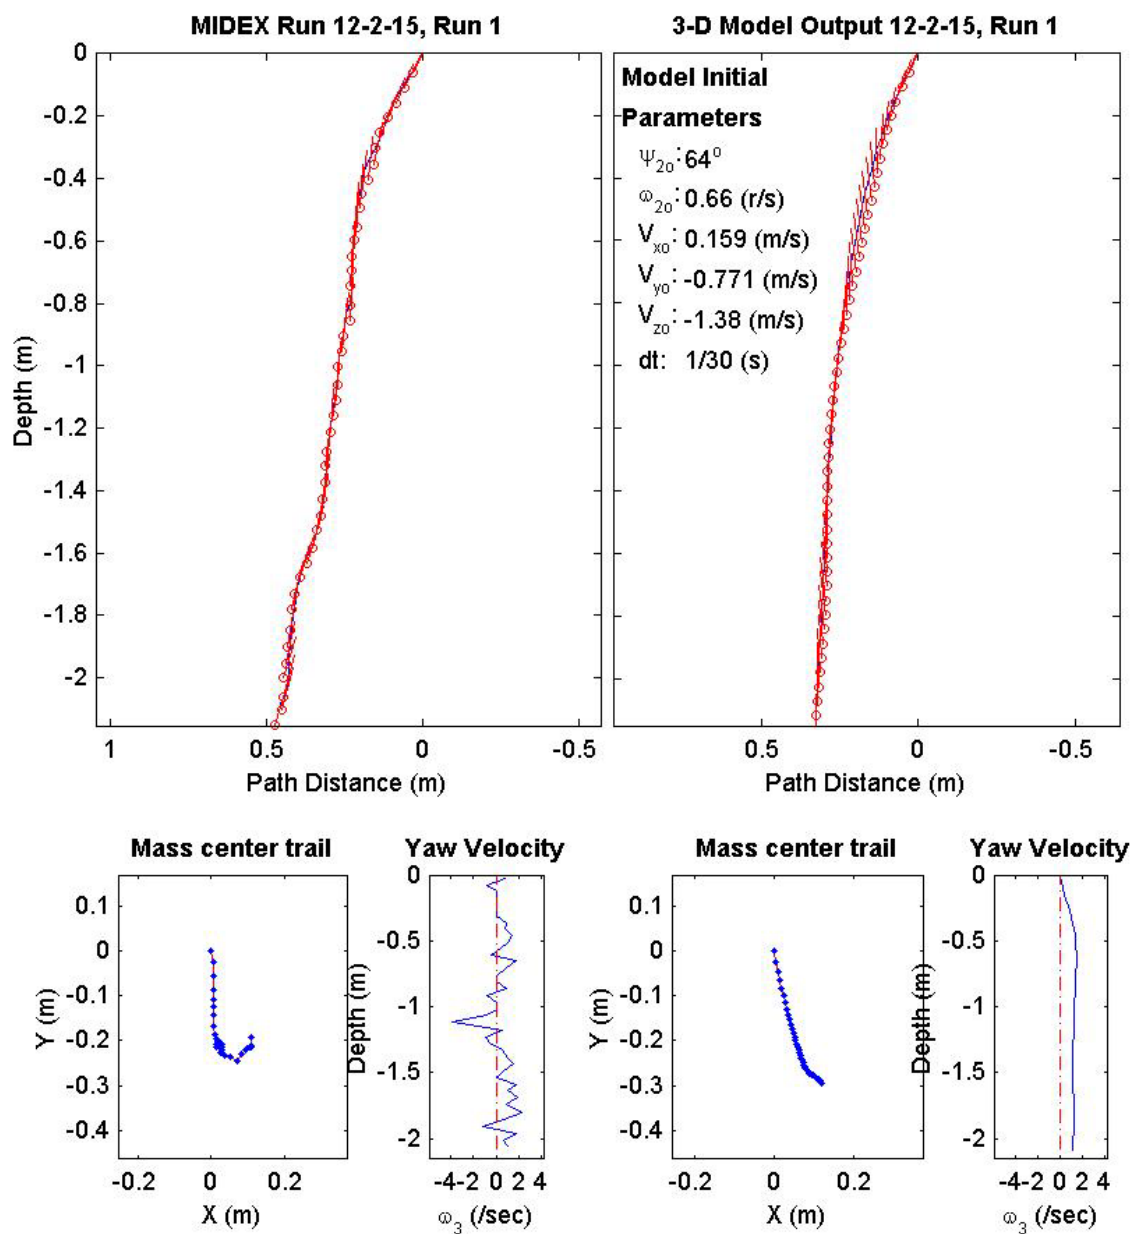 MIDEX Run 12-2-15, Run 1
3-D Model Output 12-2-15, Run 1
0
-0.2
-0.4
-0.6
-0.8
-1
-1.2
-1.4
-1.6
-1.8
-2
Depth (m)
1
0.5
0
-0.5
Path Distance (m)
Model Initial
Parameters
Ψ2o: 64o
ω2o: 0.66 (r/s)
Vxo: 0.159 (m/s)
Vyo: -0.771 (m/s)
Vzo: -1.38 (m/s)
dt: 1/30 (s)
1
0.5
0
-0.5
Path Distance (m)
Mass center trail
0.1
0
-0.1
-0.2
-0.3
-0.4
Y (m)
-0.2
0
0.2
X (m)
Yaw Velocity
0
-0.5
-1
-1.5
-2
Depth (m)
-4-2 0 2 4
ω3 (/sec)
Mass center trail
0.1
0
-0.1
-0.2
-0.3
-0.4
Y (m)
-0.2
0
0.2
X (m)
Yaw Velocity
0
-0.5
-1
-1.5
-2
Depth (m)
-4-2 0 2 4
ω3 (/sec)